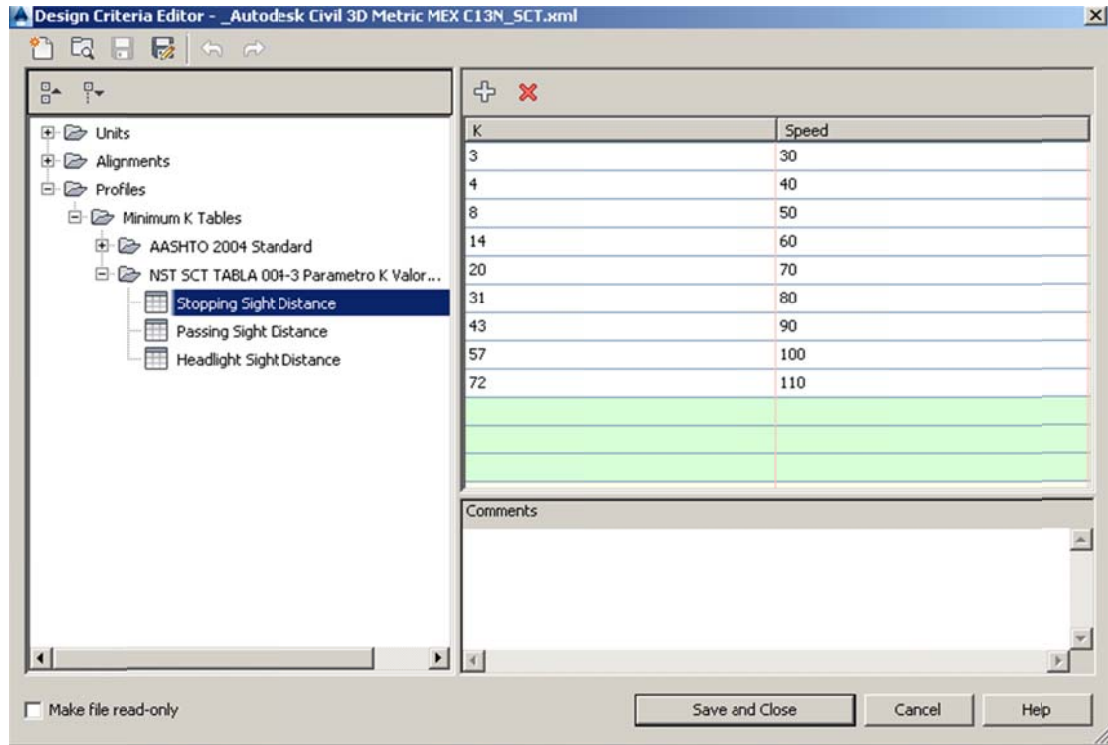 Design Criteria Editor - _Autodesk Civil 3D Metric MEX C13N_SCT.xml
Units
Alignments
Profiles
Minimum K Tables
AASHTO 2004 Standard
NST SCT TABLA 004-3 Parametro K Valor...
Stopping Sight Distance
Passing Sight Distance
Headlight Sight Distance
K Speed
3 30
4 40
8 50
14 60
20 70
31 80
43 90
57 100
72 110
Comments
Make file read-only
Save and Close Cancel Help